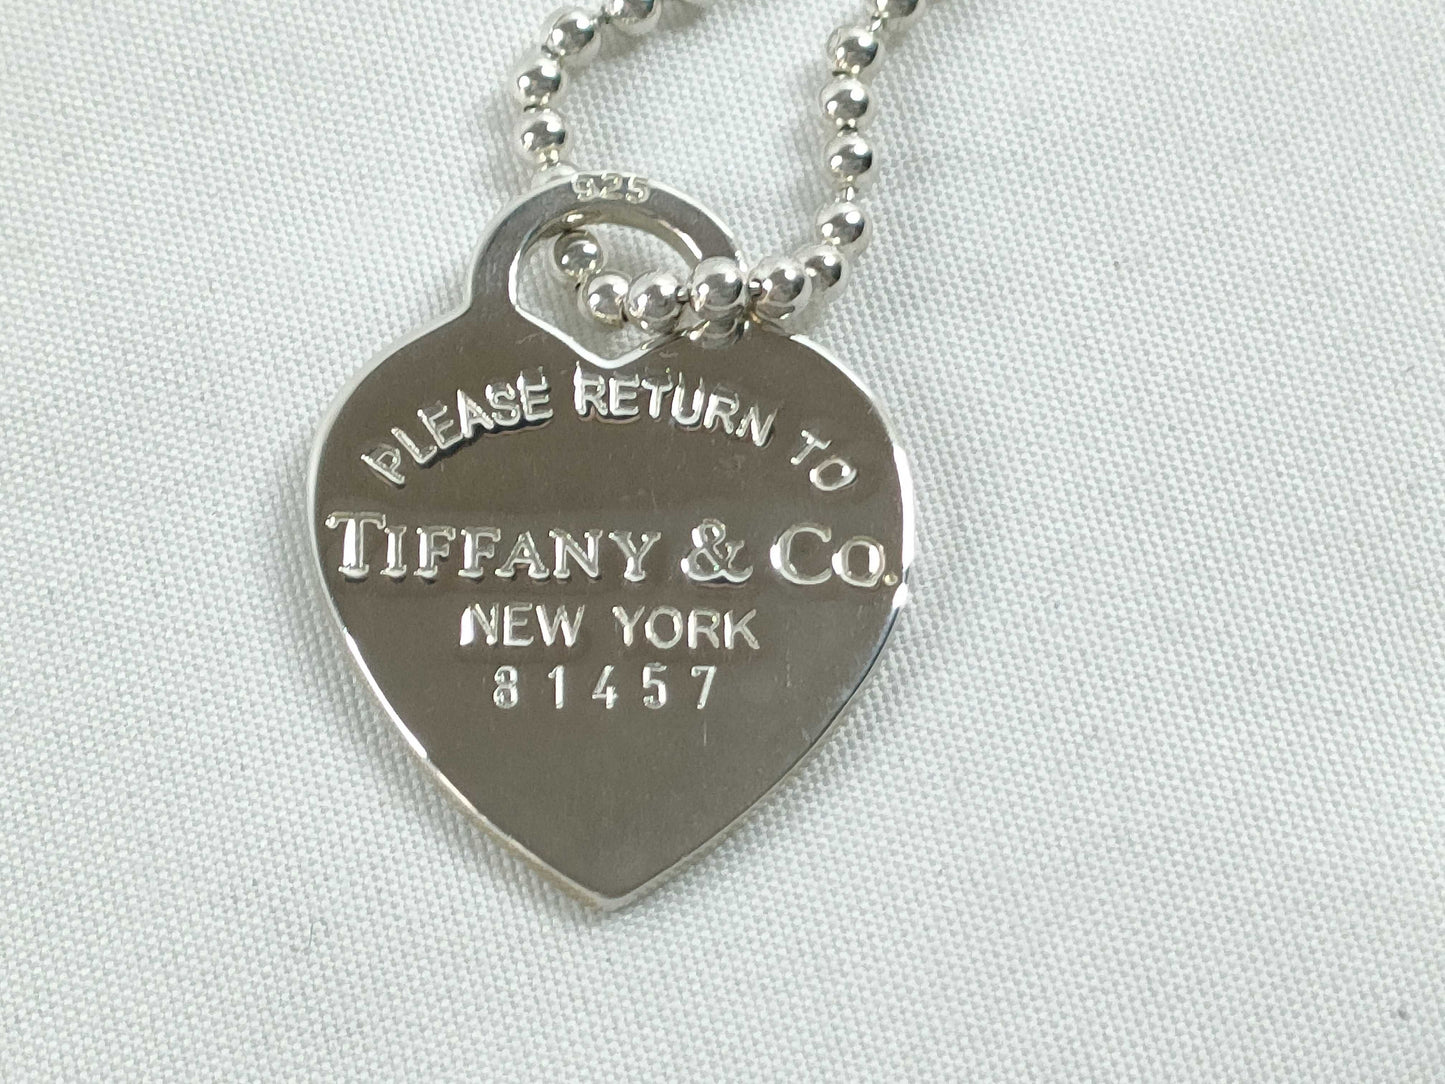 925
PLEASE RETURN TO
TIFFANY & CO.
NEW YORK
81457